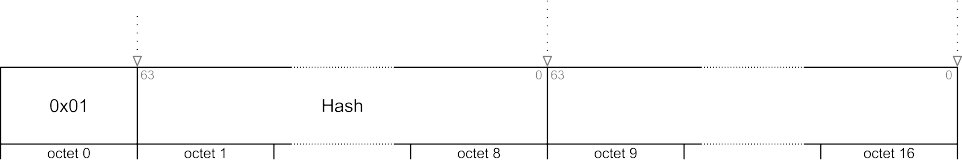 63 0 63 0
0x01 Hash
octet 0 octet 1 octet 8 octet 9 octet 16